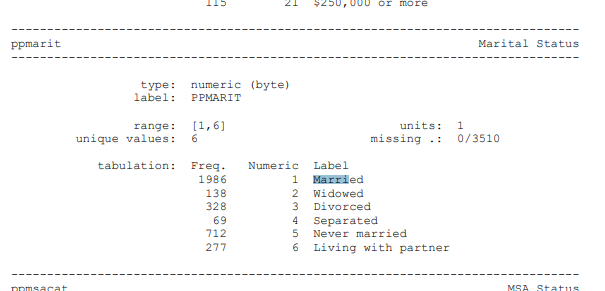 115 21 $250,000 or more
--------------------------------------------------------------------------------
ppmarit Marital Status
--------------------------------------------------------------------------------
type: numeric (byte)
label: PPMARIT
range: [1,6] units: 1
unique values: 6 missing .: 0/3510
tabulation: Freq. Numeric Label
1986 1 Married
138 2 Widowed
328 3 Divorced
69 4 Separated
712 5 Never married
277 6 Living with partner
--------------------------------------------------------------------------------
ppmsacat MSA Status